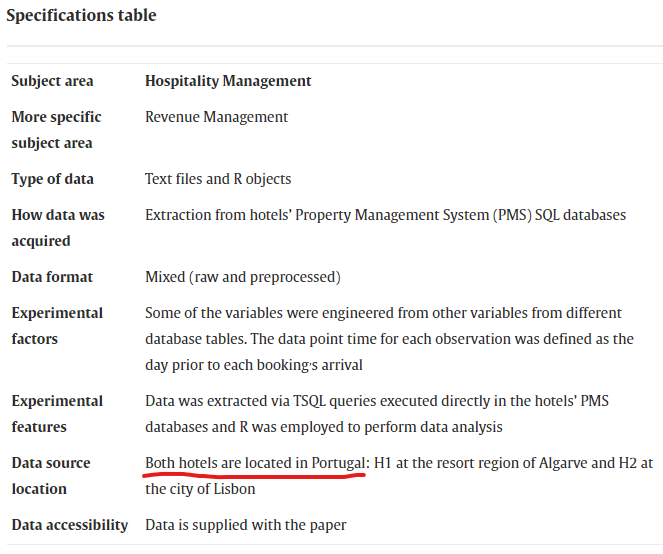 Specifications table
Subject area Hospitality Management
More specific Revenue Management
subject area
Type of data Text files and R objects
How data was Extraction from hotels’ Property Management System (PMS) SQL databases
acquired
Data format Mixed (raw and preprocessed)
Experimental Some of the variables were engineered from other variables from different
factors database tables. The data point time for each observation was defined as the
day prior to each booking׳s arrival
Experimental Data was extracted via TSQL queries executed directly in the hotels’ PMS
features databases and R was employed to perform data analysis
Data source Both hotels are located in Portugal: H1 at the resort region of Algarve and H2 at
location the city of Lisbon
Data accessibility Data is supplied with the paper